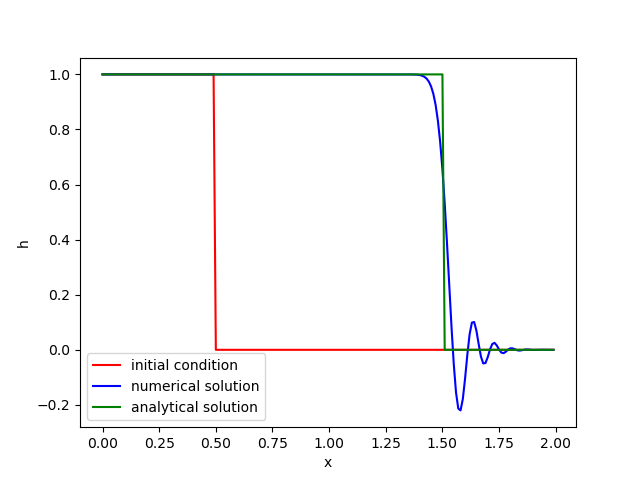 1.0
0.8
0.6
0.4
0.2
0.0
−0.2
h
initial condition
numerical solution
analytical solution
0.00 0.25 0.50 0.75 1.00 1.25 1.50 1.75 2.00
x